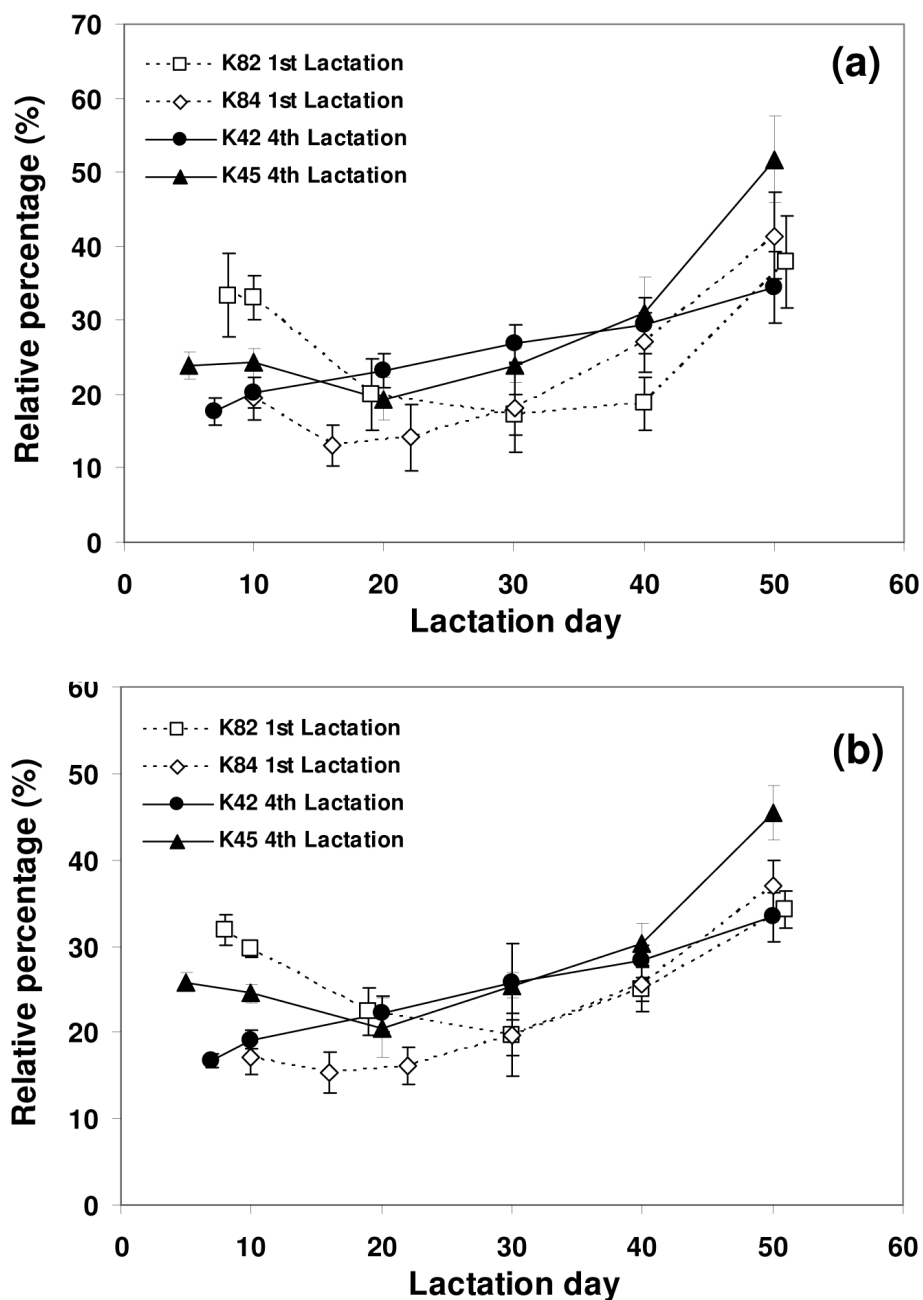 70
60
50
40
30
20
10
0
Relative percentage (%)
K82 1st Lactation
K84 1st Lactation
K42 4th Lactation
K45 4th Lactation
(a)
0 10 20 30 40 50 60
Lactation day
60
50
40
30
20
10
0
Relative percentage (%)
K82 1st Lactation
K84 1st Lactation
K42 4th Lactation
K45 4th Lactation
(b)
0 10 20 30 40 50 60
Lactation day